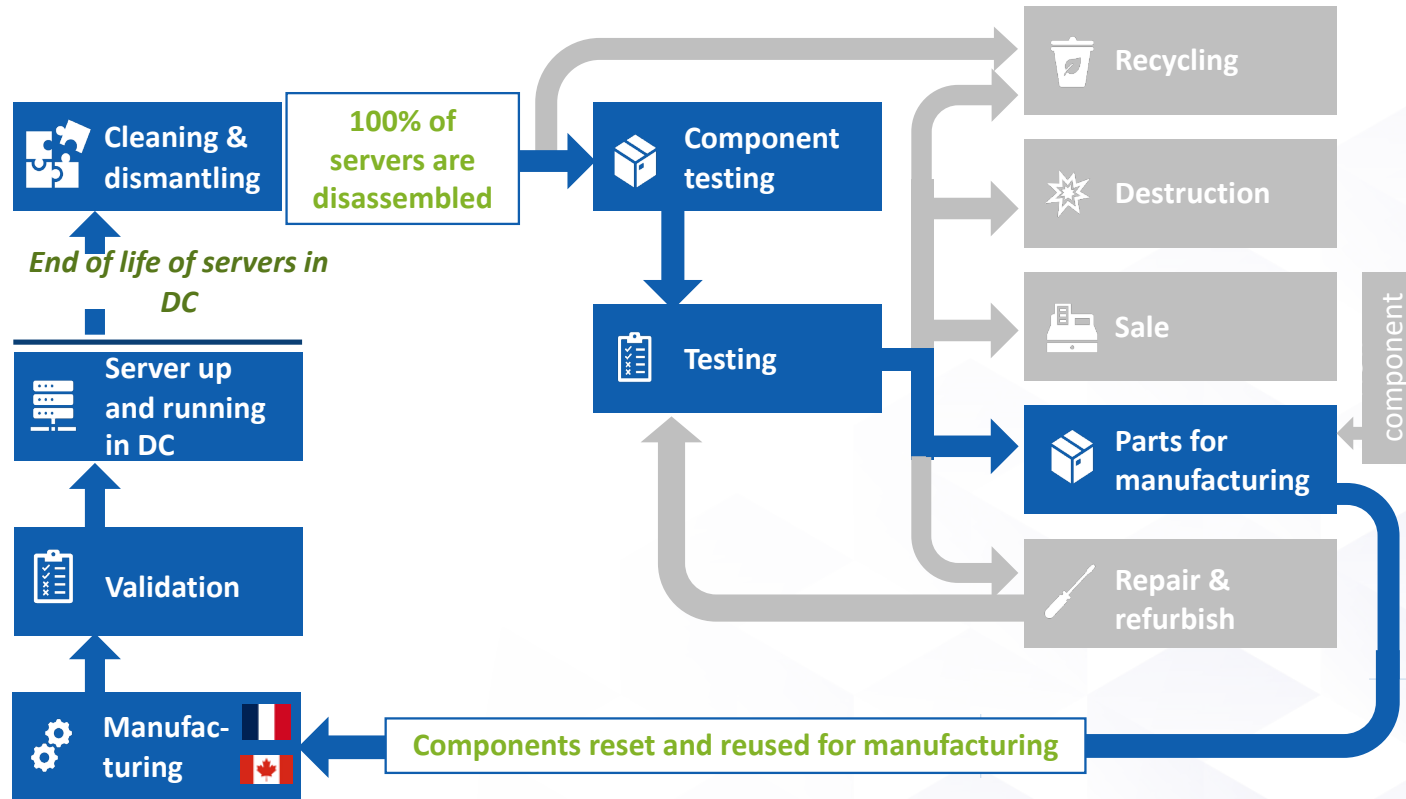 Recycling
Cleaning &
dismantling
100% of
servers are
disassembled
Component
testing
Destruction
End of life of servers in
DC
Sale
component
Testing
Server up
and running
in DC
Parts for
manufacturing
Validation
Repair &
refurbish
Manufac-
turing
Components reset and reused for manufacturing